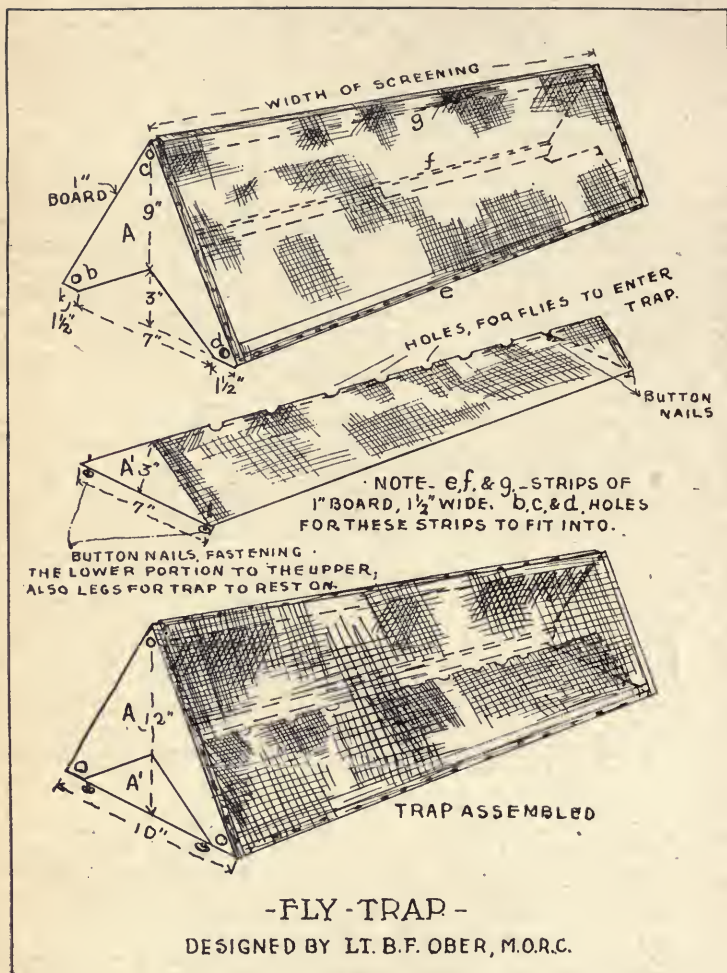 WIDTH OF SCREENING
g
f
c
1"
BOARD
9"
A
b
3"
1½"
7"
d
1½"
e
HOLES, FOR FLIES TO ENTER
TRAP.
BUTTON
NAILS
A' 3"
7"
NOTE - e, f, & g, - STRIPS OF
1" BOARD, 1½" WIDE. b, c, & d, HOLES
FOR THESE STRIPS TO FIT INTO.
BUTTON NAILS, FASTENING
THE LOWER PORTION TO THE UPPER,
ALSO LEGS FOR TRAP TO REST ON.
A 12"
A'
10"
TRAP ASSEMBLED
-FLY-TRAP-
DESIGNED BY LT. B.F. OBER, M.O.R.C.